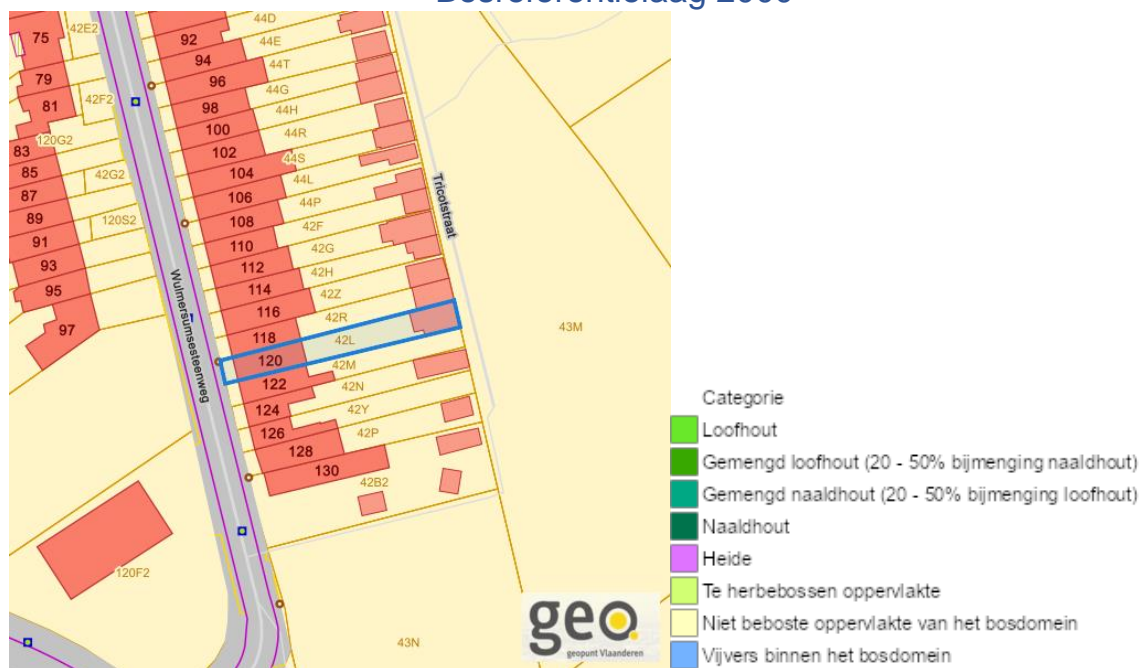 75
42E2
79
42F2
81
120G2
83
85
42G2
87
89
120S2
91
93
95
97
92
44D
94
44E
96
44T
98
44G
100
44H
102
44R
104
44S
106
44L
108
44P
110
42F
112
42G
114
42H
116
42Z
118
42R
120
42L
122
42M
124
42N
126
42Y
128
42P
130
42B2
Tricotstraat
Wulmersumsesteenweg
43M
120F2
43N
geo
geopunt Vlaanderen
Categorie
Loofhout
Gemengd loofhout (20 - 50% bijmenging naaldhout)
Gemengd naaldhout (20 - 50% bijmenging loofhout)
Naaldhout
Heide
Te herbebossen oppervlakte
Niet beboste oppervlakte van het bosdomein
Vijvers binnen het bosdomein